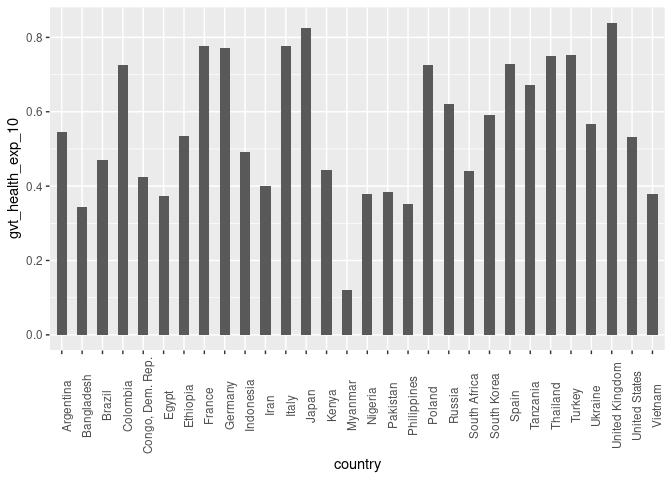 gvt_health_exp_10
0.8
0.6
0.4
0.2
0.0
Argentina
Bangladesh
Brazil
Colombia
Congo, Dem. Rep.
Egypt
Ethiopia
France
Germany
Indonesia
Iran
Italy
Japan
Kenya
Myanmar
Nigeria
Pakistan
Philippines
Poland
Russia
South Africa
South Korea
Spain
Tanzania
Thailand
Turkey
Ukraine
United Kingdom
United States
Vietnam
country